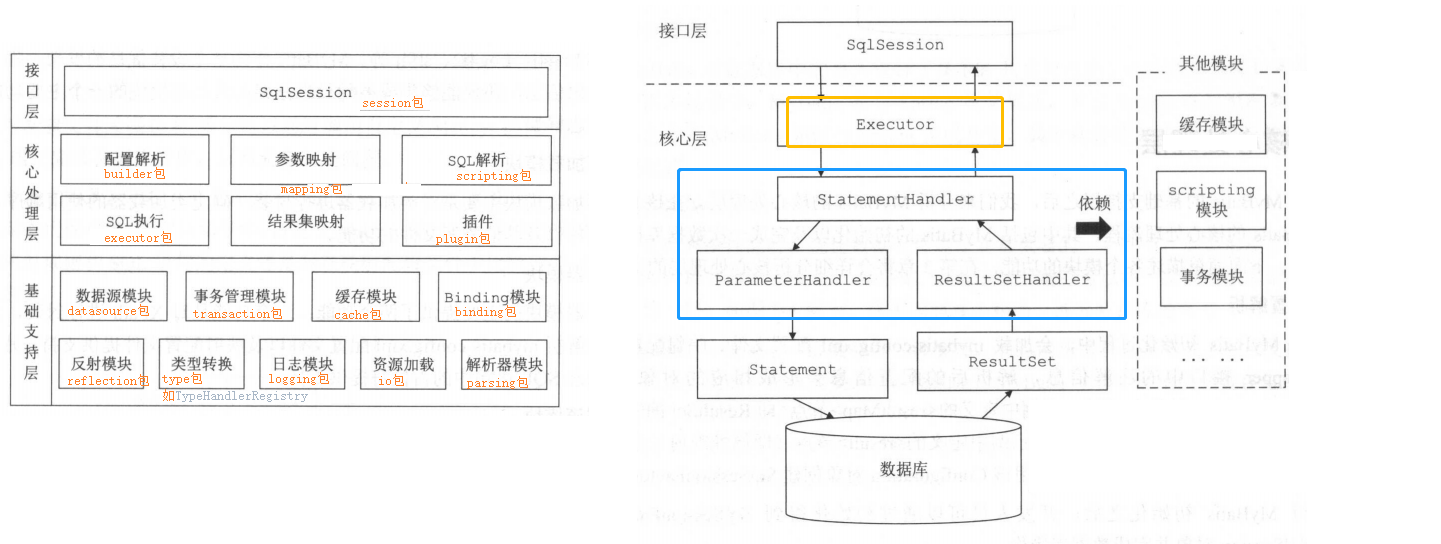 接口层
SqlSession
session包
核心处理层
配置解析
builder包
参数映射
mapping包
SQL解析
scripting包
SQL执行
executor包
结果集映射
插件
plugin包
基础支持层
数据源模块
datasource包
事务管理模块
transaction包
缓存模块
cache包
Binding模块
binding包
反射模块
reflection包
类型转换
type包
如TypeHandlerRegistry
日志模块
logging包
资源加载
io包
解析器模块
parsing包
接口层
SqlSession
核心层
Executor
StatementHandler
ParameterHandler
ResultSetHandler
依赖
Statement
ResultSet
数据库
其他模块
缓存模块
scripting
模块
事务模块
......